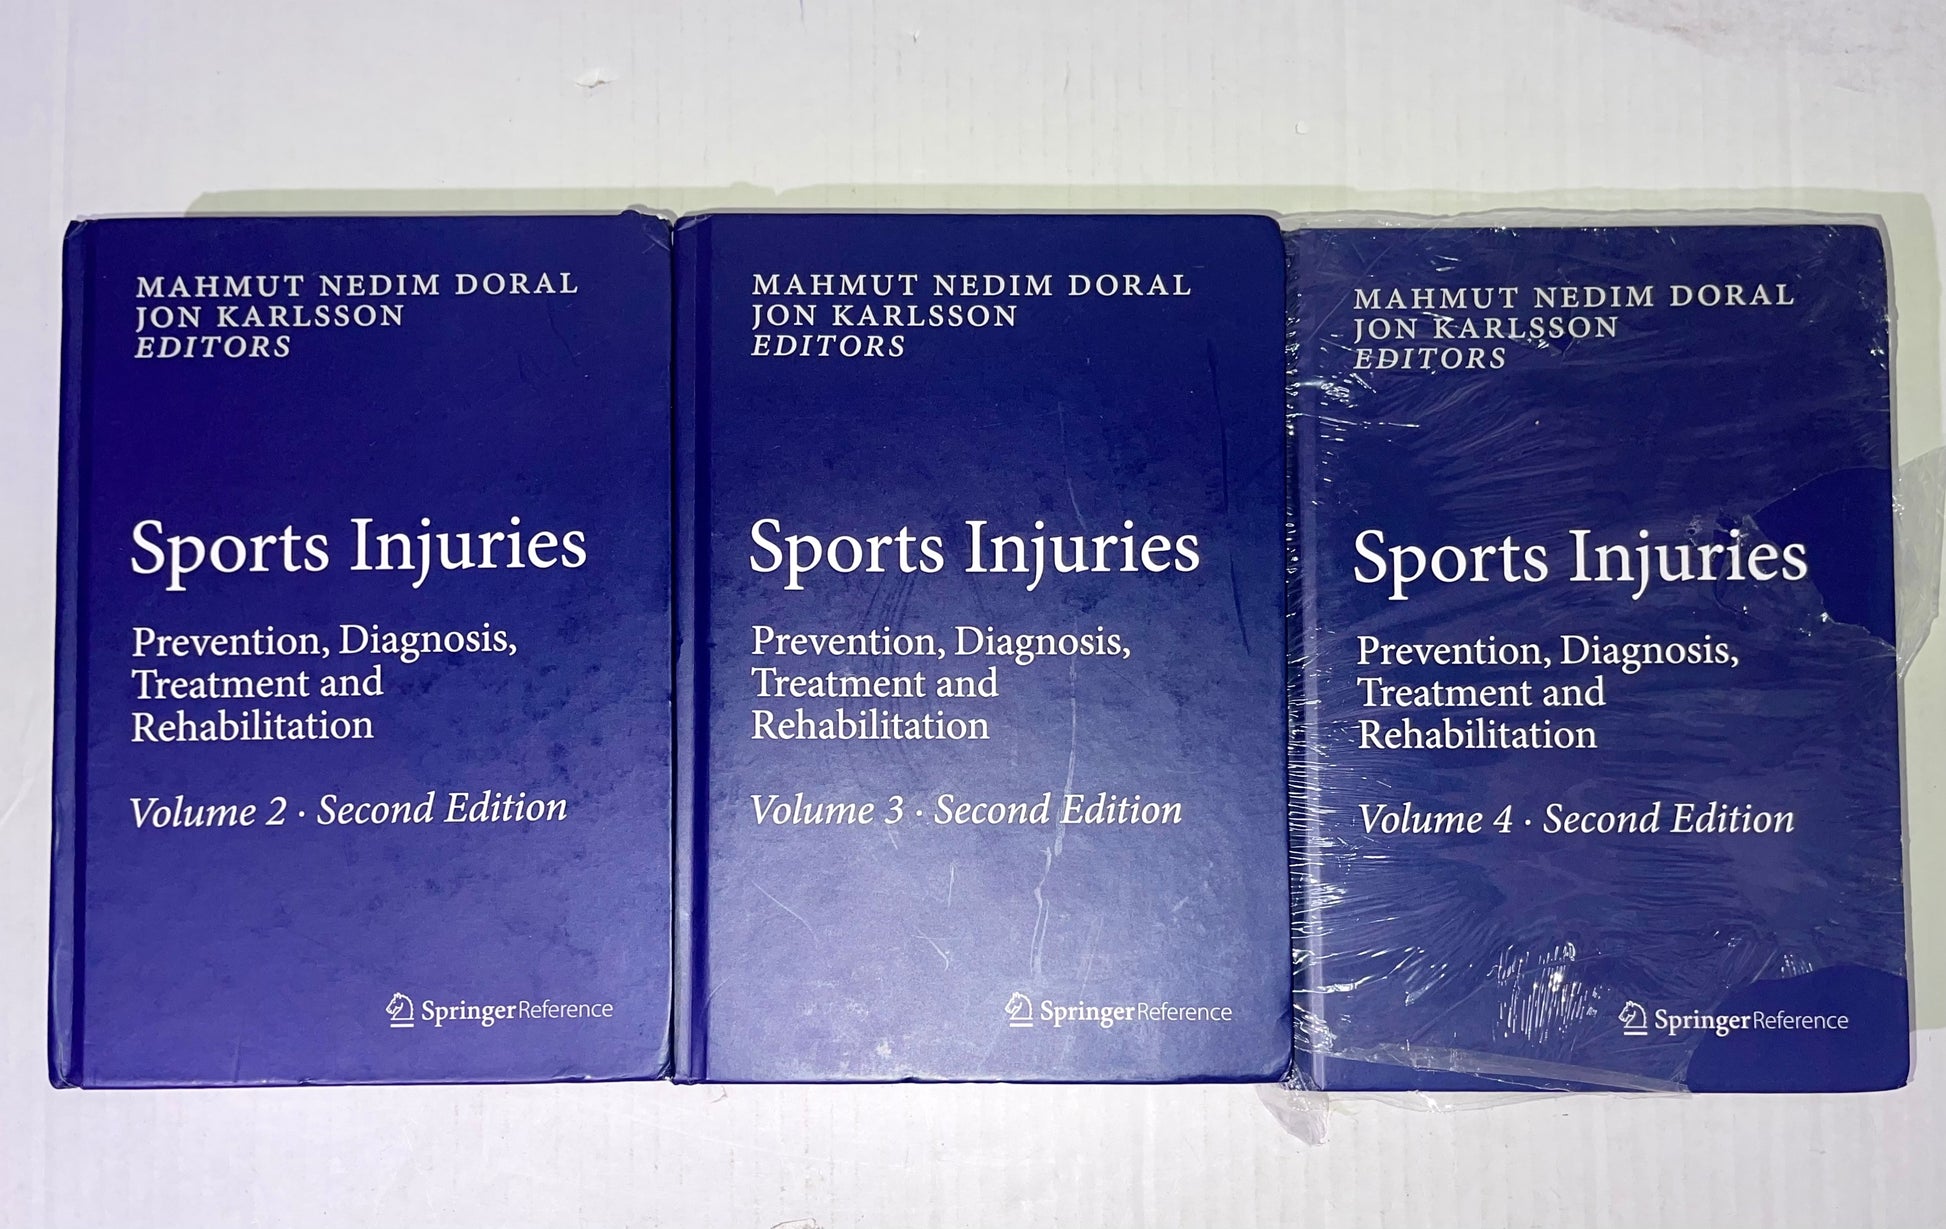 MAHMUT NEDIM DORAL
JON KARLSSON
EDITORS
Sports Injuries
Prevention, Diagnosis,
Treatment and
Rehabilitation
Volume 2 · Second Edition
SpringerReference
MAHMUT NEDIM DORAL
JON KARLSSON
EDITORS
Sports Injuries
Prevention, Diagnosis,
Treatment and
Rehabilitation
Volume 3 · Second Edition
SpringerReference
MAHMUT NEDIM DORAL
JON KARLSSON
EDITORS
Sports Injuries
Prevention, Diagnosis,
Treatment and
Rehabilitation
Volume 4 · Second Edition
SpringerReference